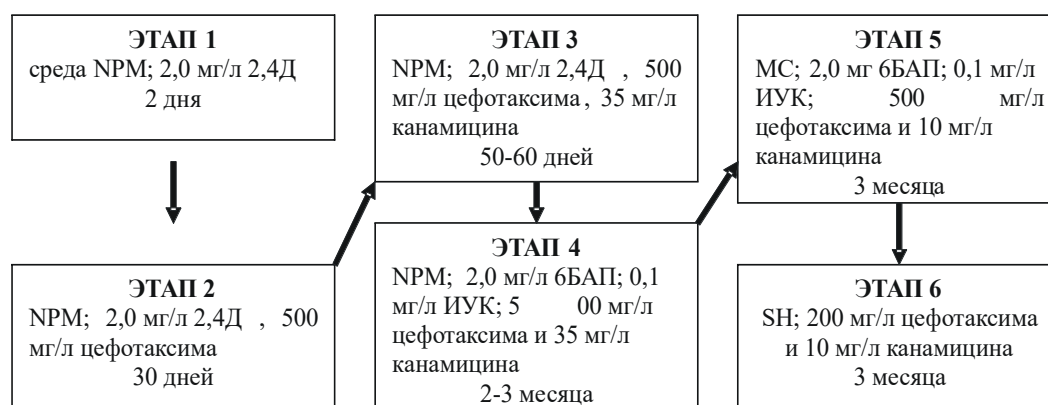 ЭТАП 1
среда NPM; 2,0 мг/л 2,4Д
2 дня
ЭТАП 2
NPM; 2,0 мг/л 2,4Д , 500
мг/л цефотаксима
30 дней
ЭТАП 3
NPM; 2,0 мг/л 2,4Д , 500
мг/л цефотаксима, 35 мг/л
канамицина
50-60 дней
ЭТАП 4
NPM; 2,0 мг/л 6БАП; 0,1
мг/л ИУК; 5 00 мг/л
цефотаксима и 35 мг/л
канамицина
2-3 месяца
ЭТАП 5
МС; 2,0 мг 6БАП; 0,1 мг/л
ИУК; 500 мг/л
цефотаксима и 10 мг/л
канамицина
3 месяца
ЭТАП 6
SH; 200 мг/л цефотаксима
и 10 мг/л канамицина
3 месяца